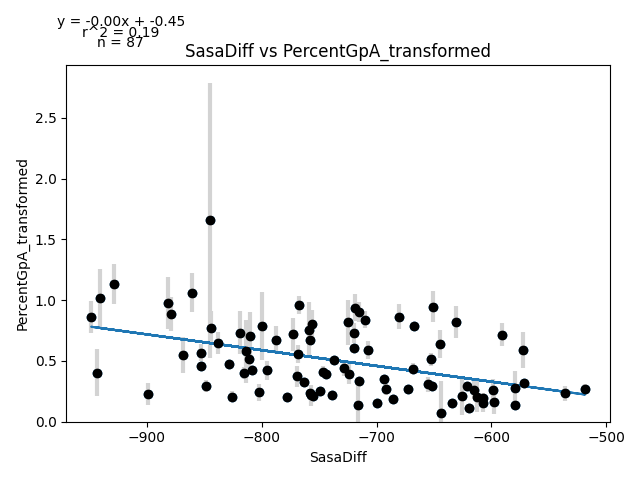 y = -0.00x + -0.45
r^2 = 0.19
n = 87
SasaDiff vs PercentGpA_transformed
PercentGpA_transformed
2.5
2.0
1.5
1.0
0.5
0.0
−900
−800
−700
−600
−500
SasaDiff